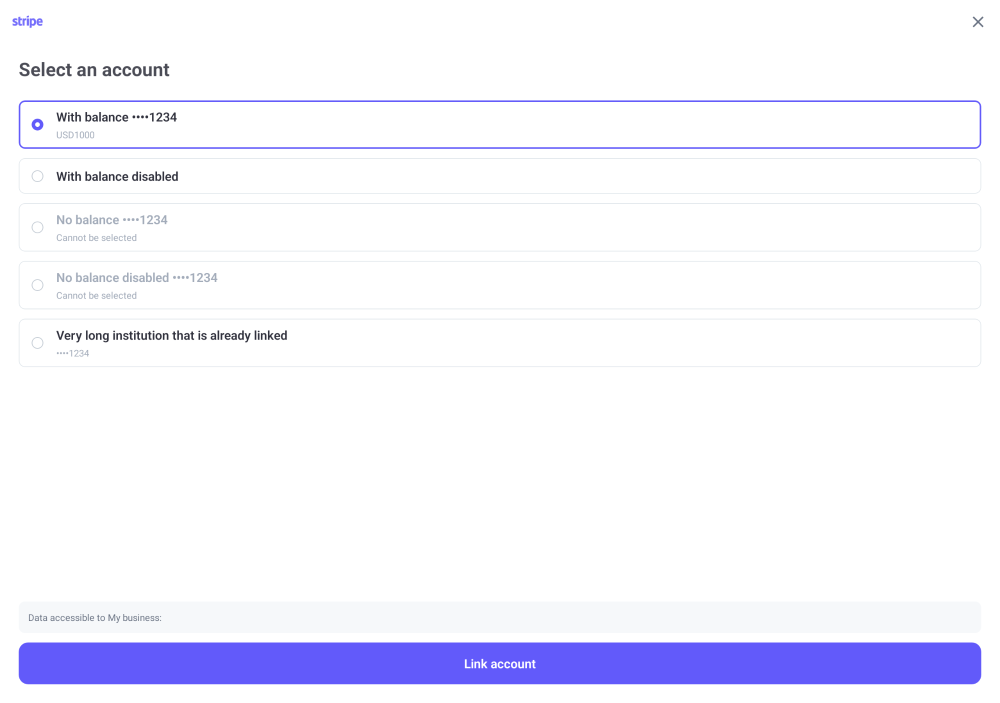 stripe
Select an account
With balance ••••1234
USD1000
With balance disabled
No balance ••••1234
Cannot be selected
No balance disabled ••••1234
Cannot be selected
Very long institution that is already linked
••••1234
Data accessible to My business:
Link account